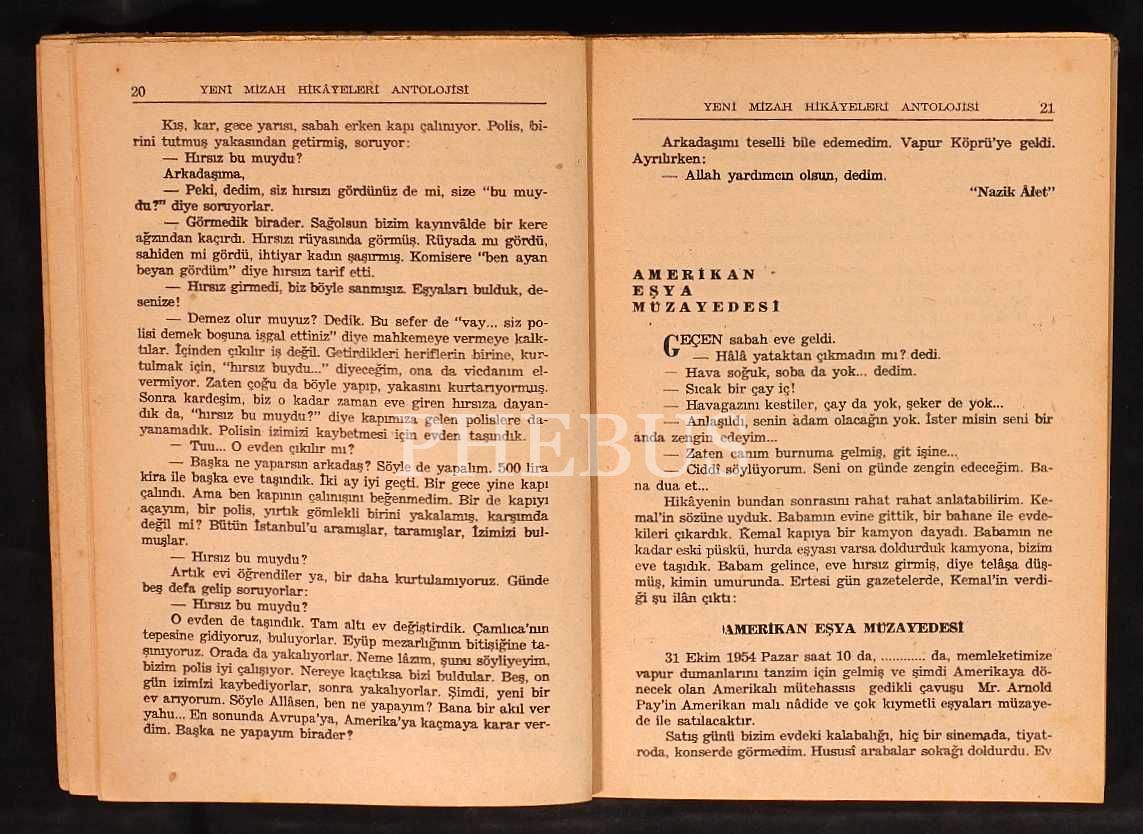 20 YENİ MİZAH HİKÂYELERİ ANTOLOJİSİ
Kış, kar, gece yarısı, sabah erken kapı çalınıyor. Polis, bi-
rini tutmuş yakasından getirmiş, soruyor:
— Hırsız bu muydu?
Arkadaşıma,
— Peki, dedim, siz hırsızı gördünüz de mi, size "bu muy-
du?" diye soruyorlar.
— Görmedik birader. Sağolsun bizim kayınvâlde bir kere
ağzından kaçırdı. Hırsızı rüyasında görmüş. Rüyada mı gördü,
sahiden mi gördü, ihtiyar kadın şaşırmış. Komisere "ben ayan
beyan gördüm" diye hırsızı tarif etti.
— Hırsız girmedi, biz böyle sanmışız. Eşyaları bulduk, de-
senize!
— Demez olur muyuz? Dedik. Bu sefer de "vay... siz po-
lisi demek boşuna işgal ettiniz" diye mahkemeye vermeye kalk-
tılar. İçinden çıkılır iş değil. Getirdikleri heriflerin birine, kur-
tulmak için, "hırsız buydu..." diyeceğim, ona da vicdanım el-
vermiyor. Zaten çoğu da böyle yapıp, yakasını kurtarıyormuş.
Sonra kardeşim, biz o kadar zaman eve giren hırsıza dayan-
dık da, "hırsız bu muydu?" diye kapımıza gelen polislere da-
yanamadık. Polisin izimizi kaybetmesi için evden taşındık.
— Tuu... O evden çıkılır mı?
— Başka ne yaparsın arkadaş? Söyle de yapalım. 500 lira
kira ile başka eve taşındık. İki ay iyi geçti. Bir gece yine kapı
çalındı. Ama ben kapının çalınışını beğenmedim. Bir de kapıyı
açayım, bir polis, yırtık gömlekli birini yakalamış, karşımda
değil mi? Bütün İstanbul'u aramışlar, taramışlar, İzimizi bul-
muşlar.
— Hırsız bu muydu?
Artık evi öğrendiler ya, bir daha kurtulamıyoruz. Günde
beş defa gelip soruyorlar:
— Hırsız bu muydu?
O evden de taşındık. Tam altı ev değiştirdik. Çamlıca'nın
tepesine gidiyoruz, buluyorlar. Eyüp mezarlığının bitişiğine ta-
şınıyoruz. Orada da yakalıyorlar. Neme lâzım, şunu söyliyeyim,
bizim polis iyi çalışıyor. Nereye kaçtıksa bizi buldular. Beş, on
gün izimizi kaybediyorlar, sonra yakalıyorlar. Şimdi, yeni bir
ev arıyorum. Söyle Allâsen, ben ne yapayım? Bana bir akıl ver
yahu... En sonunda Avrupa'ya, Amerika'ya kaçmaya karar ver-
dim. Başka ne yapayım birader?
YENİ MİZAH HİKÂYELERİ ANTOLOJİSİ 21
Arkadaşımı teselli bile edemedim. Vapur Köprü'ye geldi.
Ayrılırken:
— Allah yardımcın olsun, dedim.
"Nazik Âlet"
AMERİKAN
EŞYA
MÜZAYEDESİ
GEÇEN sabah eve geldi.
— Hâlâ yataktan çıkmadın mı? dedi.
— Hava soğuk, soba da yok... dedim.
— Sıcak bir çay iç!
— Havagazını kestiler, çay da yok, şeker de yok...
— Anlaşıldı, senin adam olacağın yok. İster misin seni bir
anda zengin edeyim...
— Zaten canım burnuma gelmiş, git işine...
— Ciddi söylüyorum. Seni on günde zengin edeceğim. Ba-
na dua et...
Hikâyenin bundan sonrasını rahat rahat anlatabilirim. Ke-
mal'in sözüne uyduk. Babamın evine gittik, bir bahane ile evde-
kileri çıkardık. Kemal kapıya bir kamyon dayadı. Babamın ne
kadar eski püskü, hurda eşyası varsa doldurduk kamyona, bizim
eve taşıdık. Babam gelince, eve hırsız girmiş, diye telâşa düş-
müş, kimin umurunda. Ertesi gün gazetelerde, Kemal'in verdi-
ği şu ilân çıktı:
AMERİKAN EŞYA MÜZAYEDESİ
31 Ekim 1954 Pazar saat 10 da, ........... da, memleketimize
vapur dumanlarını tanzim için gelmiş ve şimdi Amerikaya dö-
necek olan Amerikalı mütehassıs gedikli çavuşu Mr. Arnold
Pay'in Amerikan malı nâdide ve çok kıymetli eşyaları müzaye-
de ile satılacaktır.
Satış günü bizim evdeki kalabalığı, hiç bir sinemada, tiyat-
roda, konserde görmedim. Hususî arabalar sokağı doldurdu. Ev
PHEBUS